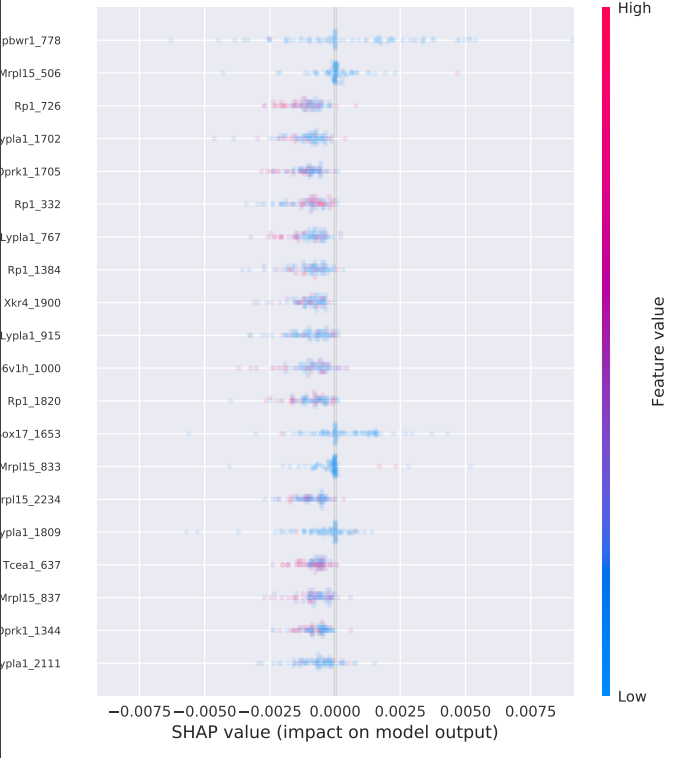 High
pbwr1_778
Mrpl15_506
Rp1_726
ypla1_1702
Oprk1_1705
Rp1_332
Lypla1_767
Rp1_1384
Xkr4_1900
Lypla1_915
6v1h_1000
Rp1_1820
ox17_1653
Mrpl15_833
rpl15_2234
ypla1_1809
Tcea1_637
Mrpl15_837
Oprk1_1344
ypla1_2111
Feature value
Low
−0.0075 −0.0050 −0.0025 0.0000 0.0025 0.0050 0.0075
SHAP value (impact on model output)